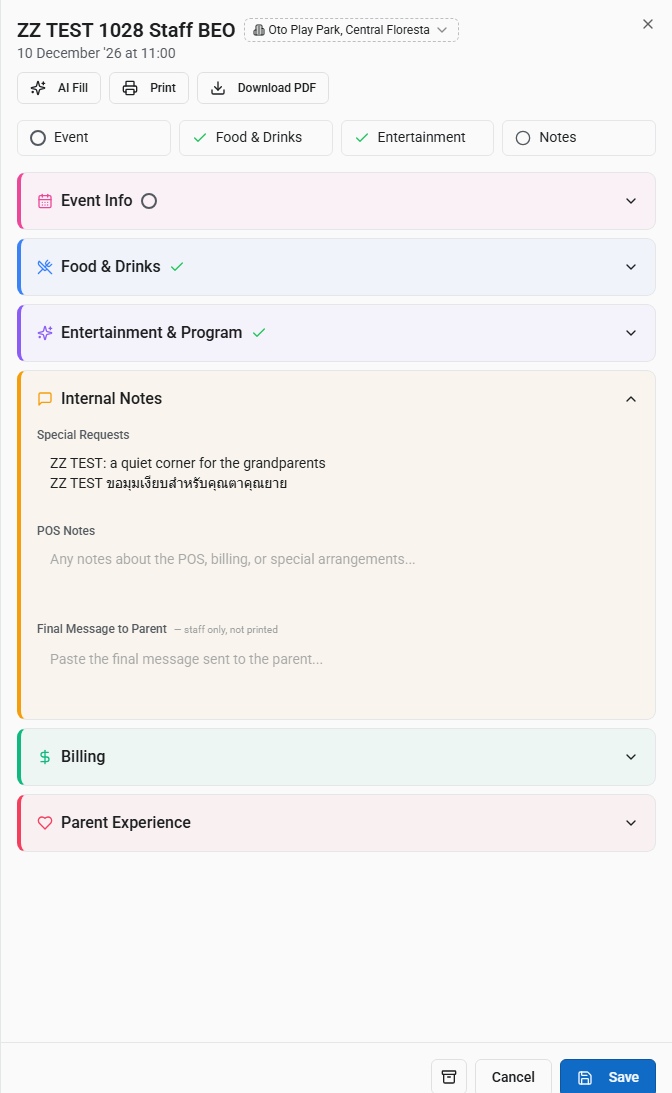 ZZ TEST 1028 Staff BEO
Oto Play Park, Central Floresta
10 December '26 at 11:00
AI Fill
Print
Download PDF
Event
Food & Drinks
Entertainment
Notes
Event Info
Food & Drinks
Entertainment & Program
Internal Notes
Special Requests
ZZ TEST: a quiet corner for the grandparents
ZZ TEST ขอมุมเงียบสำหรับคุณตาคุณยาย
POS Notes
Any notes about the POS, billing, or special arrangements...
Final Message to Parent — staff only, not printed
Paste the final message sent to the parent...
Billing
Parent Experience
Cancel
Save